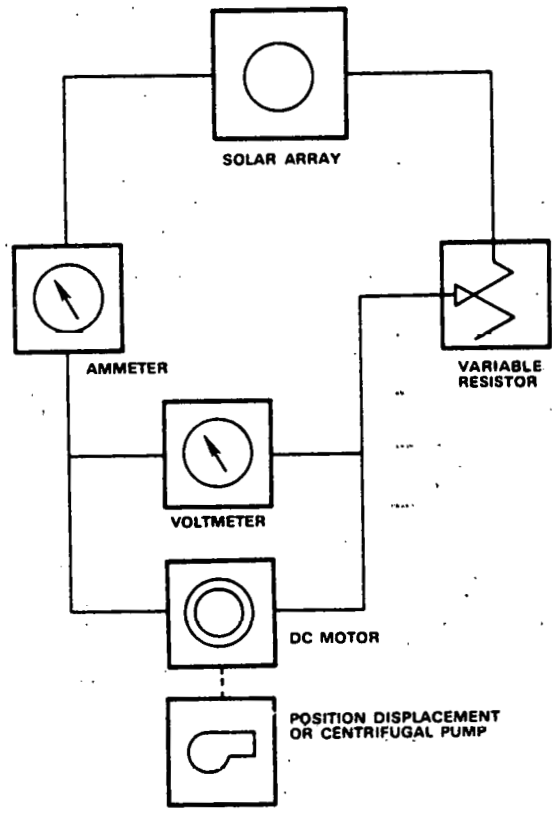 SOLAR ARRAY
AMMETER
VARIABLE
RESISTOR
VOLTMETER
DC MOTOR
POSITION DISPLACEMENT
OR CENTRIFUGAL PUMP